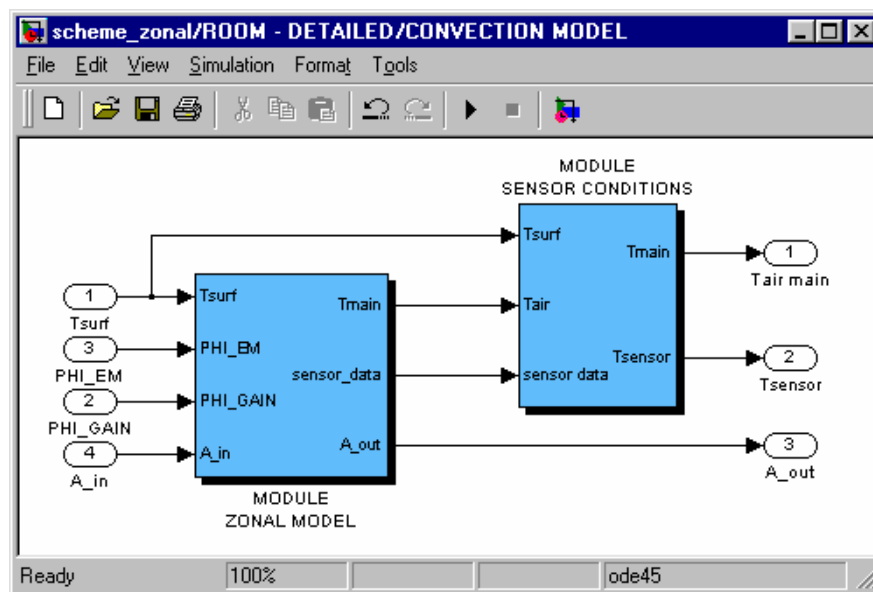 scheme_zonal/ROOM - DETAILED/CONVECTION MODEL
File Edit View Simulation Format Tools
MODULE
SENSOR CONDITIONS
Tsurf
Tmain
1
Tair main
1
Tsurf
Tsurf
Tmain
Tair
3
PHI_EM
PHI_EM
sensor_data
sensor data
Tsensor
2
Tsensor
2
PHI_GAIN
PHI_GAIN
4
A_in
A_in
A_out
3
A_out
MODULE
ZONAL MODEL
Ready 100% ode45